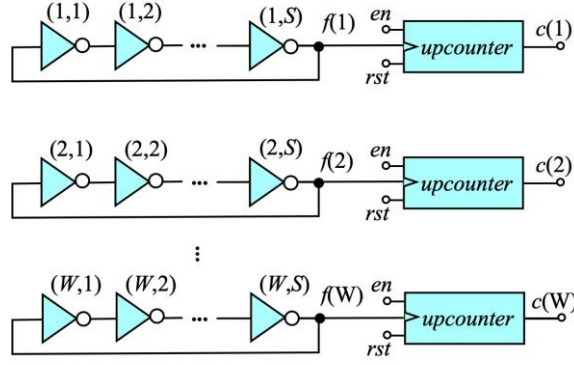 (1,1) (1,2) (1,S) f(1) en c(1)
... upcounter
rst
(2,1) (2,2) (2,S) f(2) en c(2)
... upcounter
rst
...
(W,1) (W,2) (W,S) f(W) en c(W)
... upcounter
rst